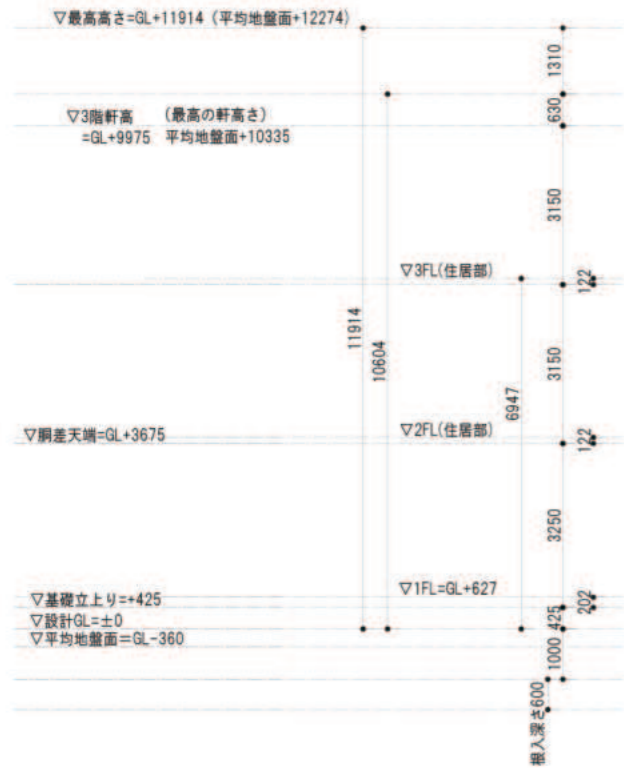 ▽最高高さ=GL+11914 (平均地盤面+12274)
1310
630
▽3階軒高 (最高の軒高さ)
=GL+9975 平均地盤面+10335
3150
▽3FL(住居部)
122
11914
10604
3150
6947
▽胴差天端=GL+3675
▽2FL(住居部)
122
3250
▽1FL=GL+627
▽基礎立上り=+425
202
▽設計GL=±0
425
▽平均地盤面=GL-360
1000
根入深さ600